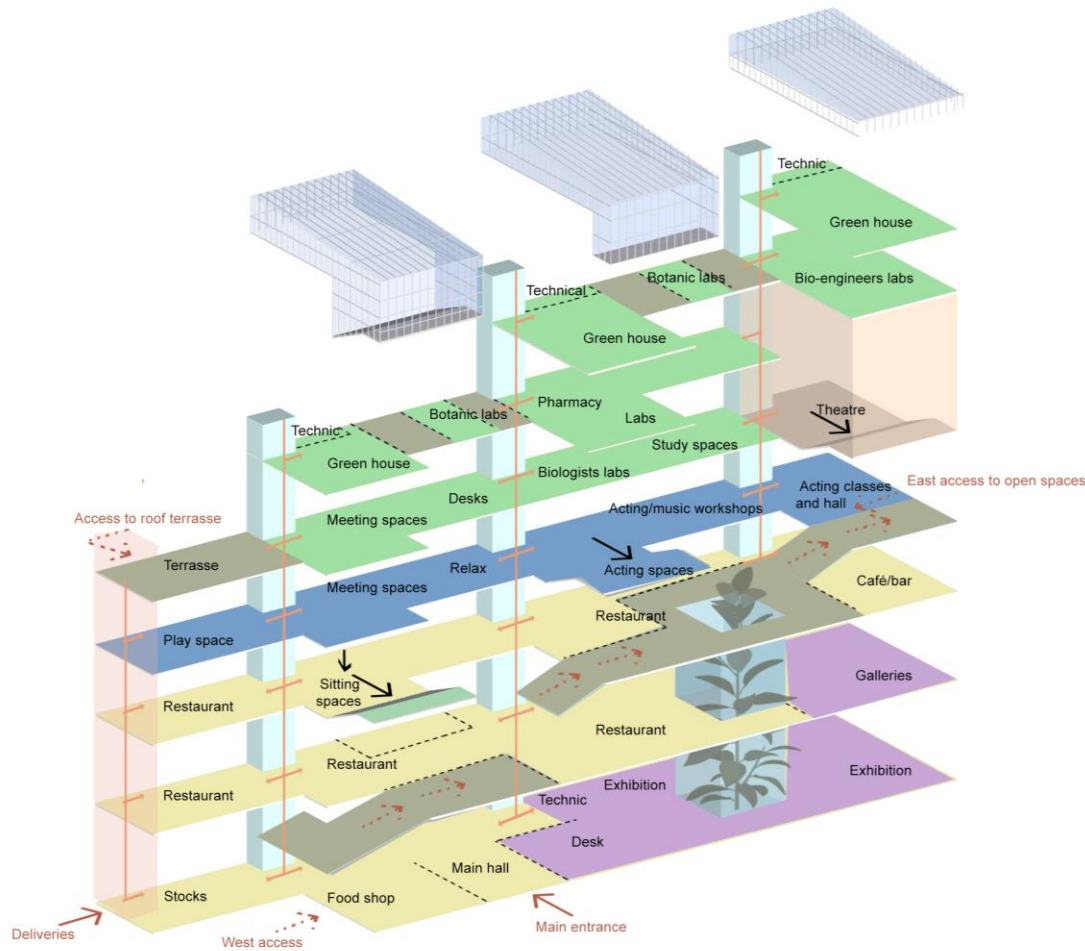 Technic
Green house
Botanic labs
Bio-engineers labs
Technical
Green house
Theatre
Pharmacy
Labs
Study spaces
Technic
Botanic labs
Green house
Biologists labs
Desks
Meeting spaces
East access to open spaces
Acting classes
and hall
Acting/music workshops
Access to roof terrasse
Terrasse
Relax
Acting spaces
Meeting spaces
Café/bar
Restaurant
Play space
Sitting
spaces
Galleries
Restaurant
Restaurant
Restaurant
Exhibition
Exhibition
Restaurant
Technic
Desk
Main hall
Stocks
Food shop
Main entrance
Deliveries
West access